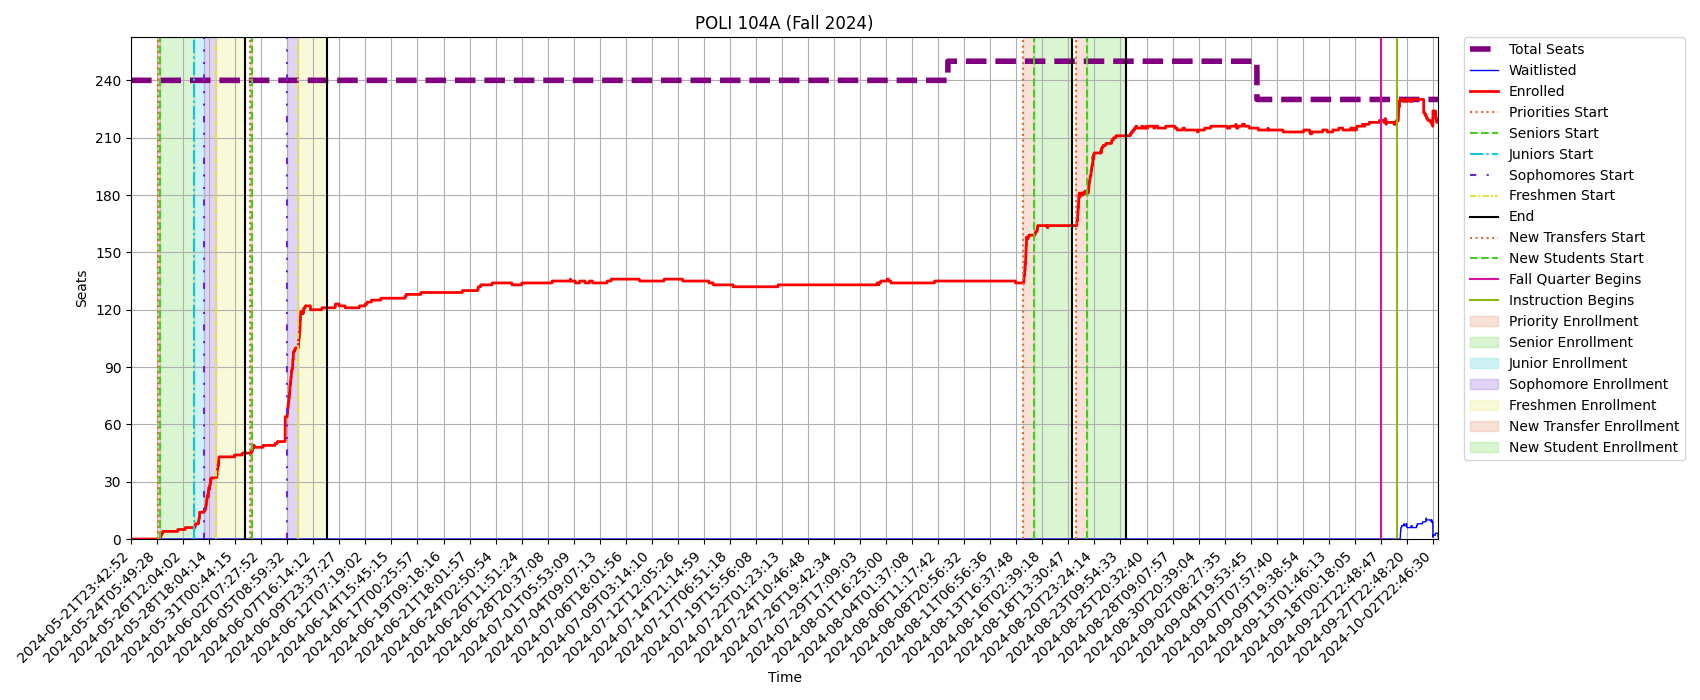 POLI 104A (Fall 2024)
Seats
240
210
180
150
120
90
60
30
0
2024-05-21T23:42:52
2024-05-24T05:49:28
2024-05-26T12:04:02
2024-05-28T18:04:14
2024-05-31T00:44:15
2024-06-02T07:27:52
2024-06-05T08:59:32
2024-06-07T16:14:12
2024-06-09T23:37:27
2024-06-12T07:19:02
2024-06-14T15:45:15
2024-06-17T00:25:57
2024-06-19T09:18:16
2024-06-21T18:01:57
2024-06-24T02:50:54
2024-06-26T11:51:24
2024-06-28T20:37:08
2024-07-01T05:53:09
2024-07-04T09:07:13
2024-07-06T18:01:56
2024-07-09T03:14:10
2024-07-12T12:05:26
2024-07-14T21:14:59
2024-07-17T06:51:18
2024-07-19T15:56:08
2024-07-22T01:23:13
2024-07-24T10:46:48
2024-07-26T19:42:34
2024-07-29T17:09:03
2024-08-01T16:25:00
2024-08-04T01:37:08
2024-08-06T11:17:42
2024-08-08T20:56:32
2024-08-11T06:56:36
2024-08-13T16:37:48
2024-08-16T02:39:18
2024-08-18T13:30:47
2024-08-20T23:24:14
2024-08-23T09:54:33
2024-08-25T20:32:40
2024-08-28T09:07:57
2024-08-30T20:39:04
2024-09-02T08:27:35
2024-09-04T19:53:45
2024-09-07T07:57:40
2024-09-09T19:38:54
2024-09-13T01:46:13
2024-09-18T00:18:05
2024-09-22T22:48:47
2024-09-27T22:48:20
2024-10-02T22:46:30
Time
Total Seats
Waitlisted
Enrolled
Priorities Start
Seniors Start
Juniors Start
Sophomores Start
Freshmen Start
End
New Transfers Start
New Students Start
Fall Quarter Begins
Instruction Begins
Priority Enrollment
Senior Enrollment
Junior Enrollment
Sophomore Enrollment
Freshmen Enrollment
New Transfer Enrollment
New Student Enrollment